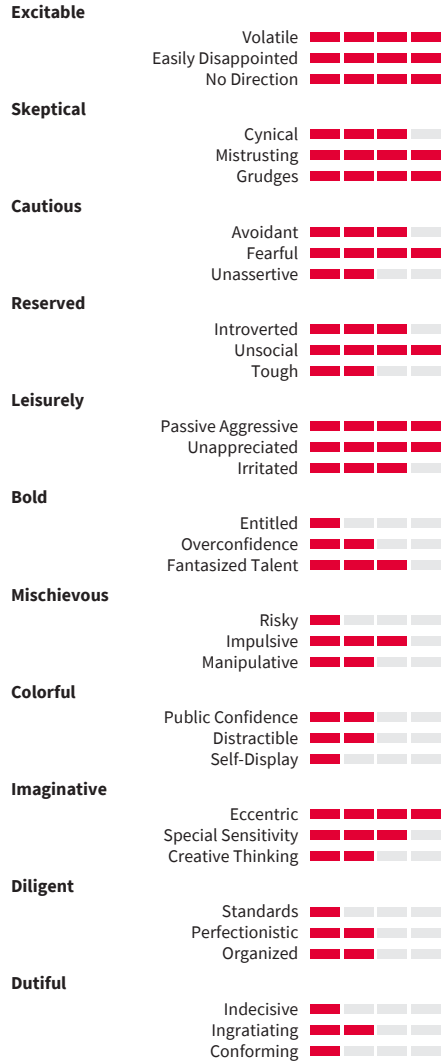 Excitable
Volatile
Easily Disappointed
No Direction
Skeptical
Cynical
Mistrusting
Grudges
Cautious
Avoidant
Fearful
Unassertive
Reserved
Introverted
Unsocial
Tough
Leisurely
Passive Aggressive
Unappreciated
Irritated
Bold
Entitled
Overconfidence
Fantasized Talent
Mischievous
Risky
Impulsive
Manipulative
Colorful
Public Confidence
Distractible
Self-Display
Imaginative
Eccentric
Special Sensitivity
Creative Thinking
Diligent
Standards
Perfectionistic
Organized
Dutiful
Indecisive
Ingratiating
Conforming